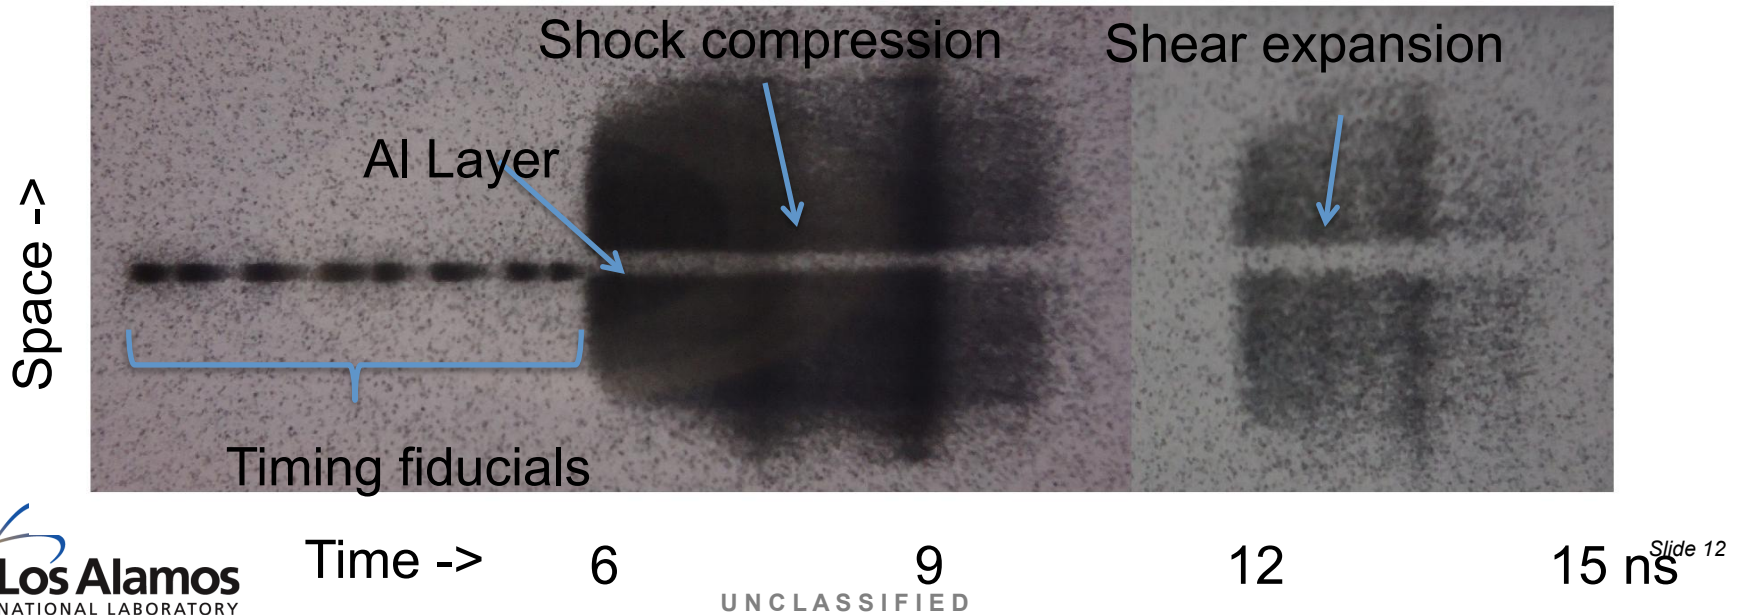 Shock compression
Shear expansion
Al Layer
Space ->
Timing fiducials
Time ->
6
9
12
15 ns
Slide 12
Los Alamos
NATIONAL LABORATORY
UNCLASSIFIED